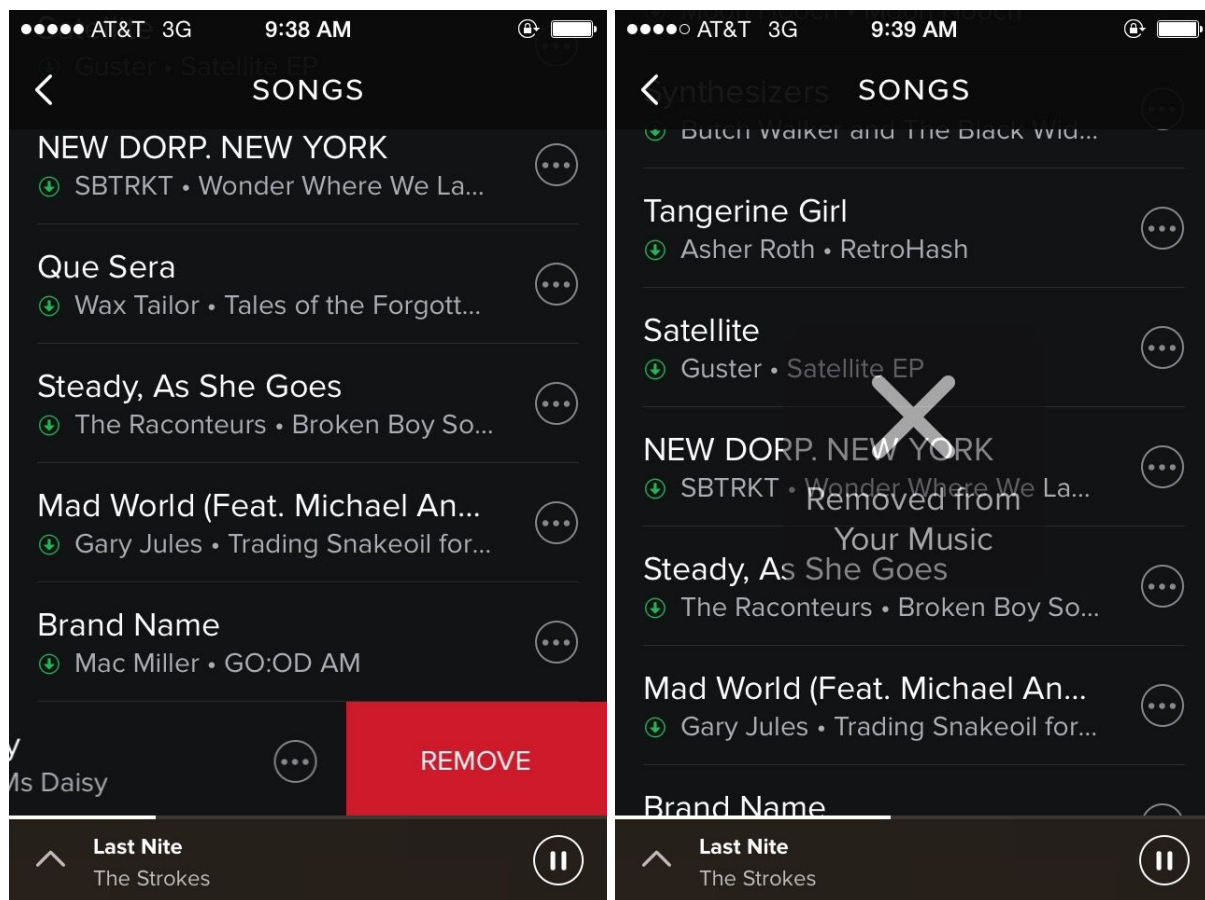 AT&T 3G 9:38 AM
Guster • Satellite EP
SONGS
NEW DORP. NEW YORK
SBTRKT • Wonder Where We La...
Que Sera
Wax Tailor • Tales of the Forgott...
Steady, As She Goes
The Raconteurs • Broken Boy So...
Mad World (Feat. Michael An...
Gary Jules • Trading Snakeoil for...
Brand Name
Mac Miller • GO:OD AM
y
Ms Daisy
REMOVE
Last Nite
The Strokes
AT&T 3G 9:39 AM
Synthesizers
SONGS
Butch Walker and The Black Wid...
Tangerine Girl
Asher Roth • RetroHash
Satellite
Guster • Satellite EP
NEW DORP. NEW YORK
SBTRKT • Wonder Where We La...
Removed from
Your Music
Steady, As She Goes
The Raconteurs • Broken Boy So...
Mad World (Feat. Michael An...
Gary Jules • Trading Snakeoil for...
Brand Name
Last Nite
The Strokes